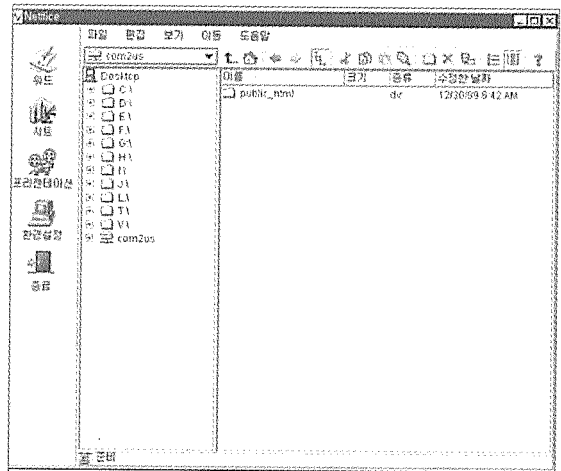 Netffice
파일 편집 보기 이동 도움말
com2us
워드
시트
프리젠테이션
환경설정
종료
Desktop
C:\
D:\
E:\
F:\
G:\
H:\
I:\
J:\
L:\
T:\
V:\
com2us
이름 크기 종류 수정한 날짜
public_html dir 12/30/99 9:42 AM
준비